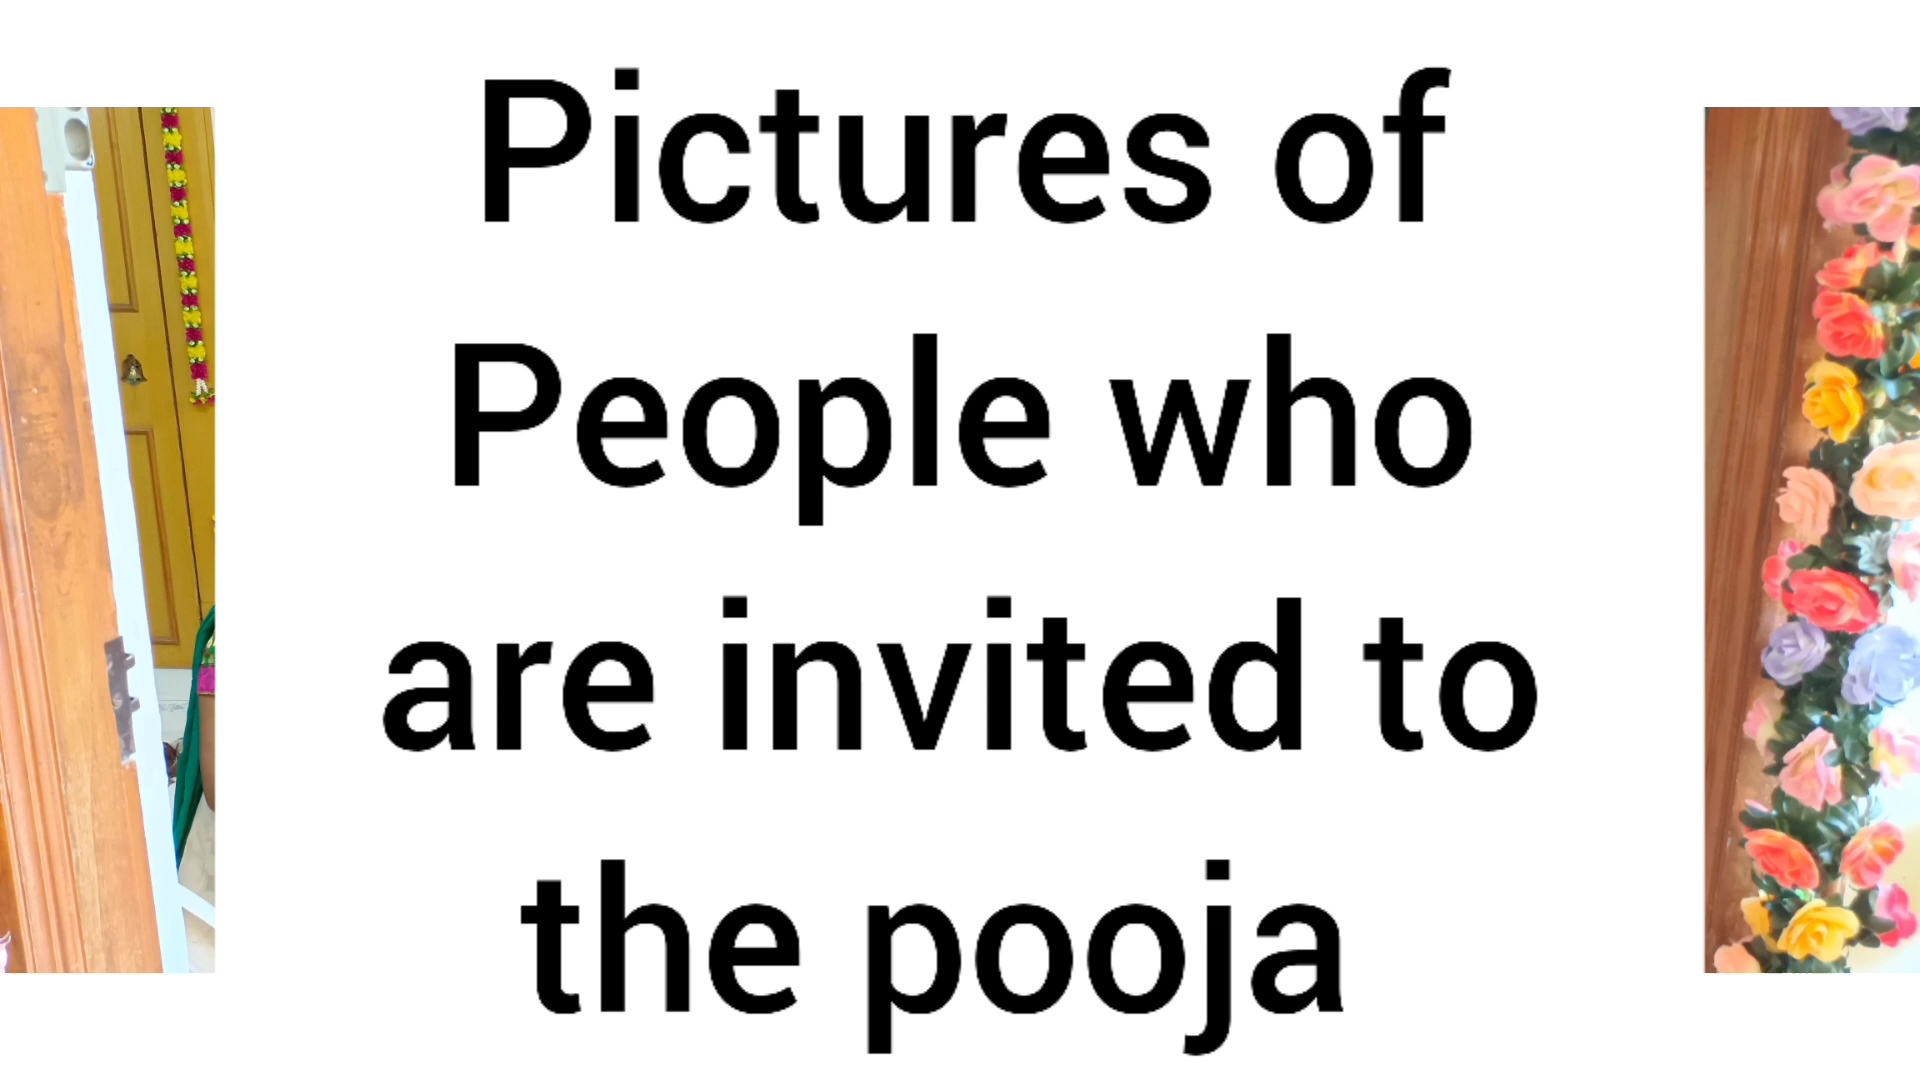 Pictures of
People who
are invited to
the pooja